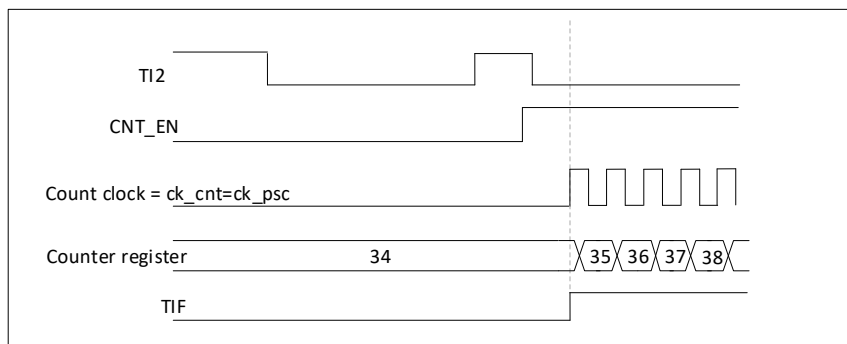 TI2
CNT_EN
Count clock = ck_cnt=ck_psc
Counter register 34 35 36 37 38
TIF